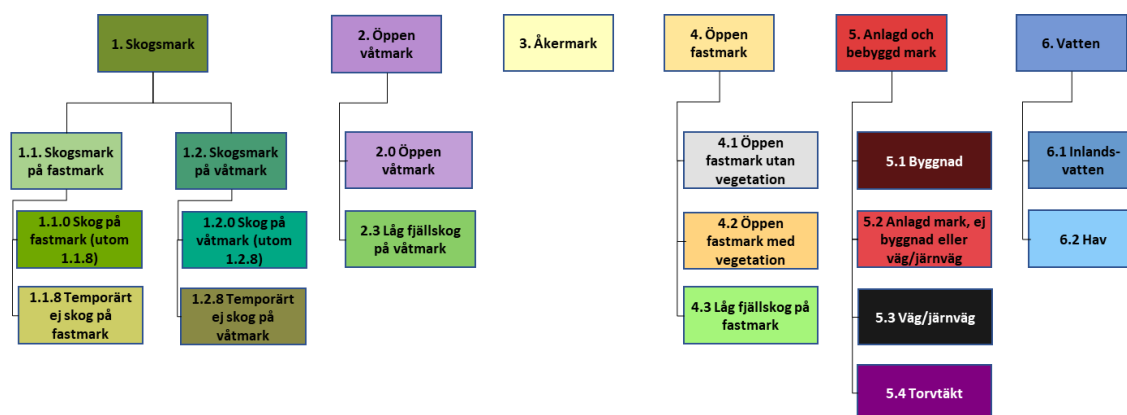 1. Skogsmark
2. Öppen
våtmark
3. Åkermark
4. Öppen
fastmark
5. Anlagd och
bebyggd mark
6. Vatten
1.1. Skogsmark
på fastmark
1.2. Skogsmark
på våtmark
2.0 Öppen
våtmark
4.1 Öppen
fastmark utan
vegetation
5.1 Byggnad
6.1 Inlands-
vatten
1.1.0 Skog på
fastmark (utom
1.1.8)
1.2.0 Skog på
våtmark (utom
1.2.8)
2.3 Låg fjällskog
på våtmark
4.2 Öppen
fastmark med
vegetation
5.2 Anlagd mark, ej
byggnad eller
väg/järnväg
6.2 Hav
1.1.8 Temporärt
ej skog på
fastmark
1.2.8 Temporärt
ej skog på
våtmark
4.3 Låg fjällskog på
fastmark
5.3 Väg/järnväg
5.4 Torvtäkt